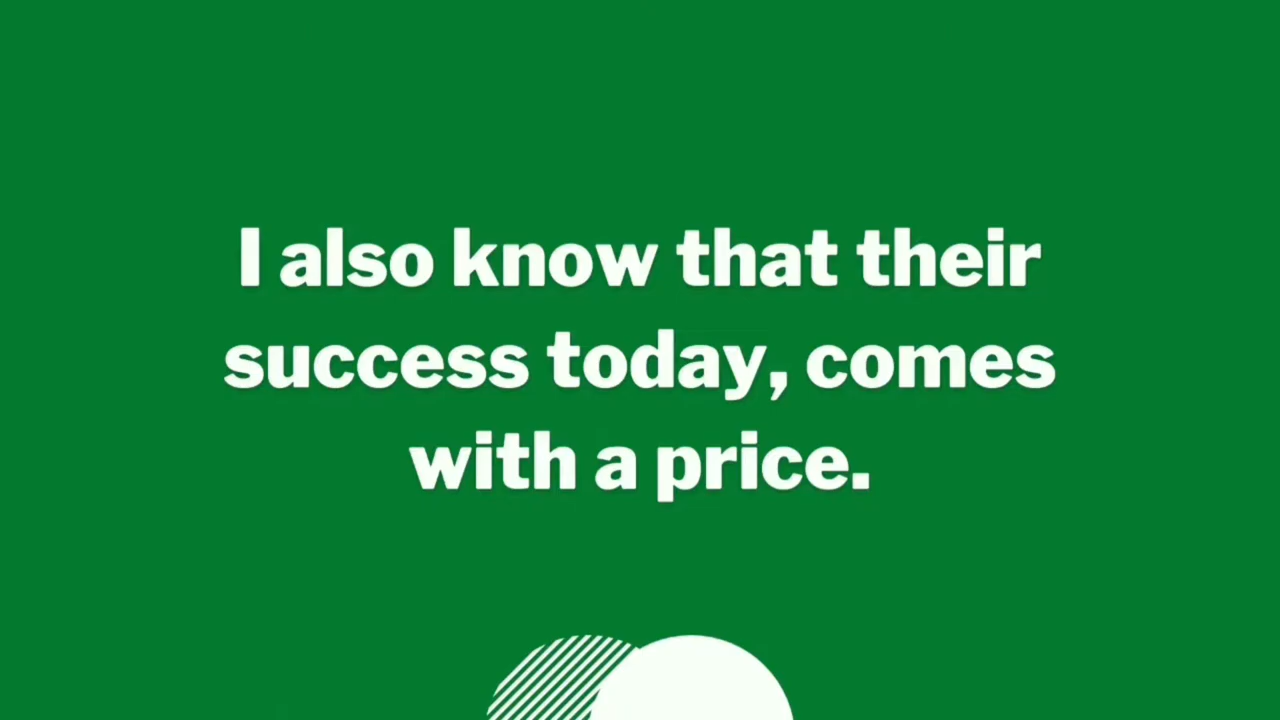 I also know that their
success today, comes
with a price.